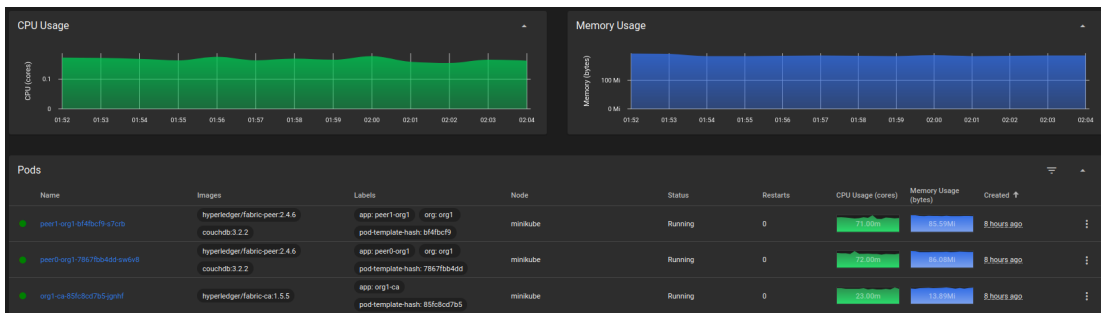 CPU Usage
CPU (cores)
0.1
0
01:52 01:53 01:54 01:55 01:56 01:57 01:58 01:59 02:00 02:01 02:02 02:03 02:04
Memory Usage
Memory (bytes)
100 Mi
0 Mi
01:52 01:53 01:54 01:55 01:56 01:57 01:58 01:59 02:00 02:01 02:02 02:03 02:04
Pods
Name Images Labels Node Status Restarts CPU Usage (cores) Memory Usage (bytes) Created ↑
peer1-org1-bf4fbcf9-s7crb hyperledger/fabric-peer:2.4.6 app: peer1-org1 org: org1 minikube Running 0 71.00m 85.59Mi 8 hours ago
couchdb:3.2.2 pod-template-hash: bf4fbcf9
peer0-org1-7867fbb4dd-sw6v8 hyperledger/fabric-peer:2.4.6 app: peer0-org1 org: org1 minikube Running 0 72.00m 86.08Mi 8 hours ago
couchdb:3.2.2 pod-template-hash: 7867fbb4dd
org1-ca-85fc8cd7b5-jgnhf hyperledger/fabric-ca:1.5.5 app: org1-ca minikube Running 0 23.00m 13.89Mi 8 hours ago
pod-template-hash: 85fc8cd7b5